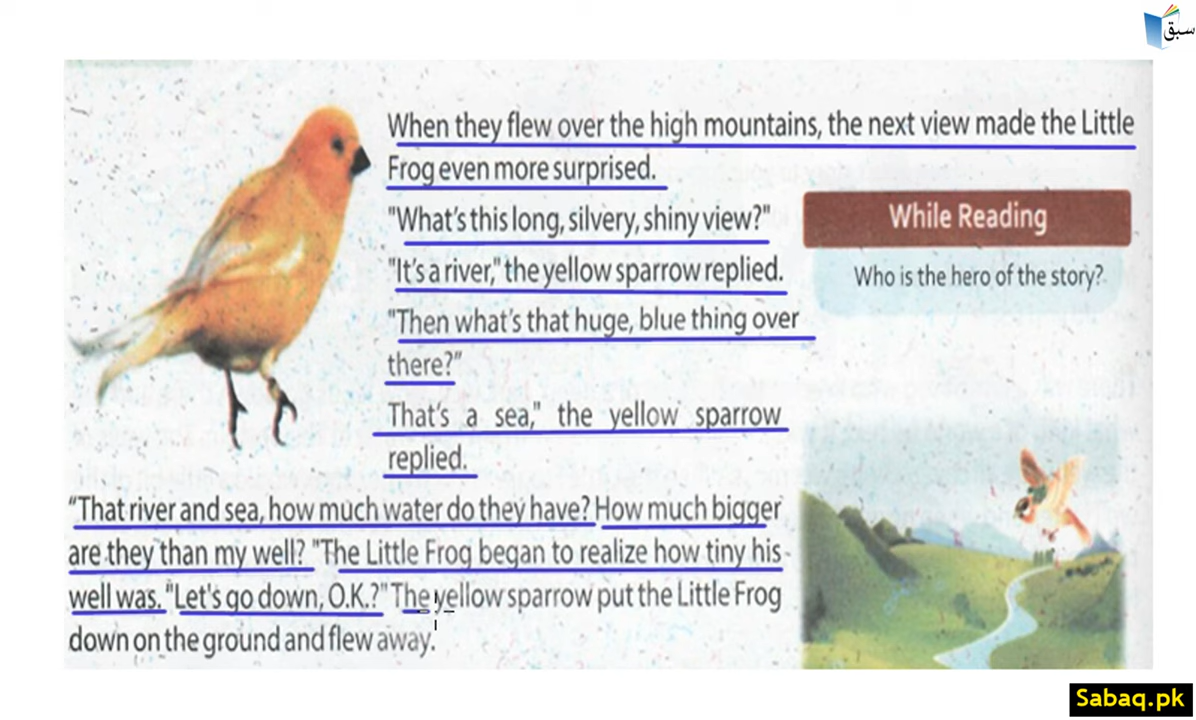 سبق
When they flew over the high mountains, the next view made the Little
Frog even more surprised.
"What's this long, silvery, shiny view?"
"It's a river," the yellow sparrow replied.
"Then what's that huge, blue thing over
there?"
That's a sea," the yellow sparrow
replied.
"That river and sea, how much water do they have? How much bigger
are they than my well? "The Little Frog began to realize how tiny his
well was. "Let's go down, O.K.?" The yellow sparrow put the Little Frog
down on the ground and flew away.
While Reading
Who is the hero of the story?
Sabaq.pk